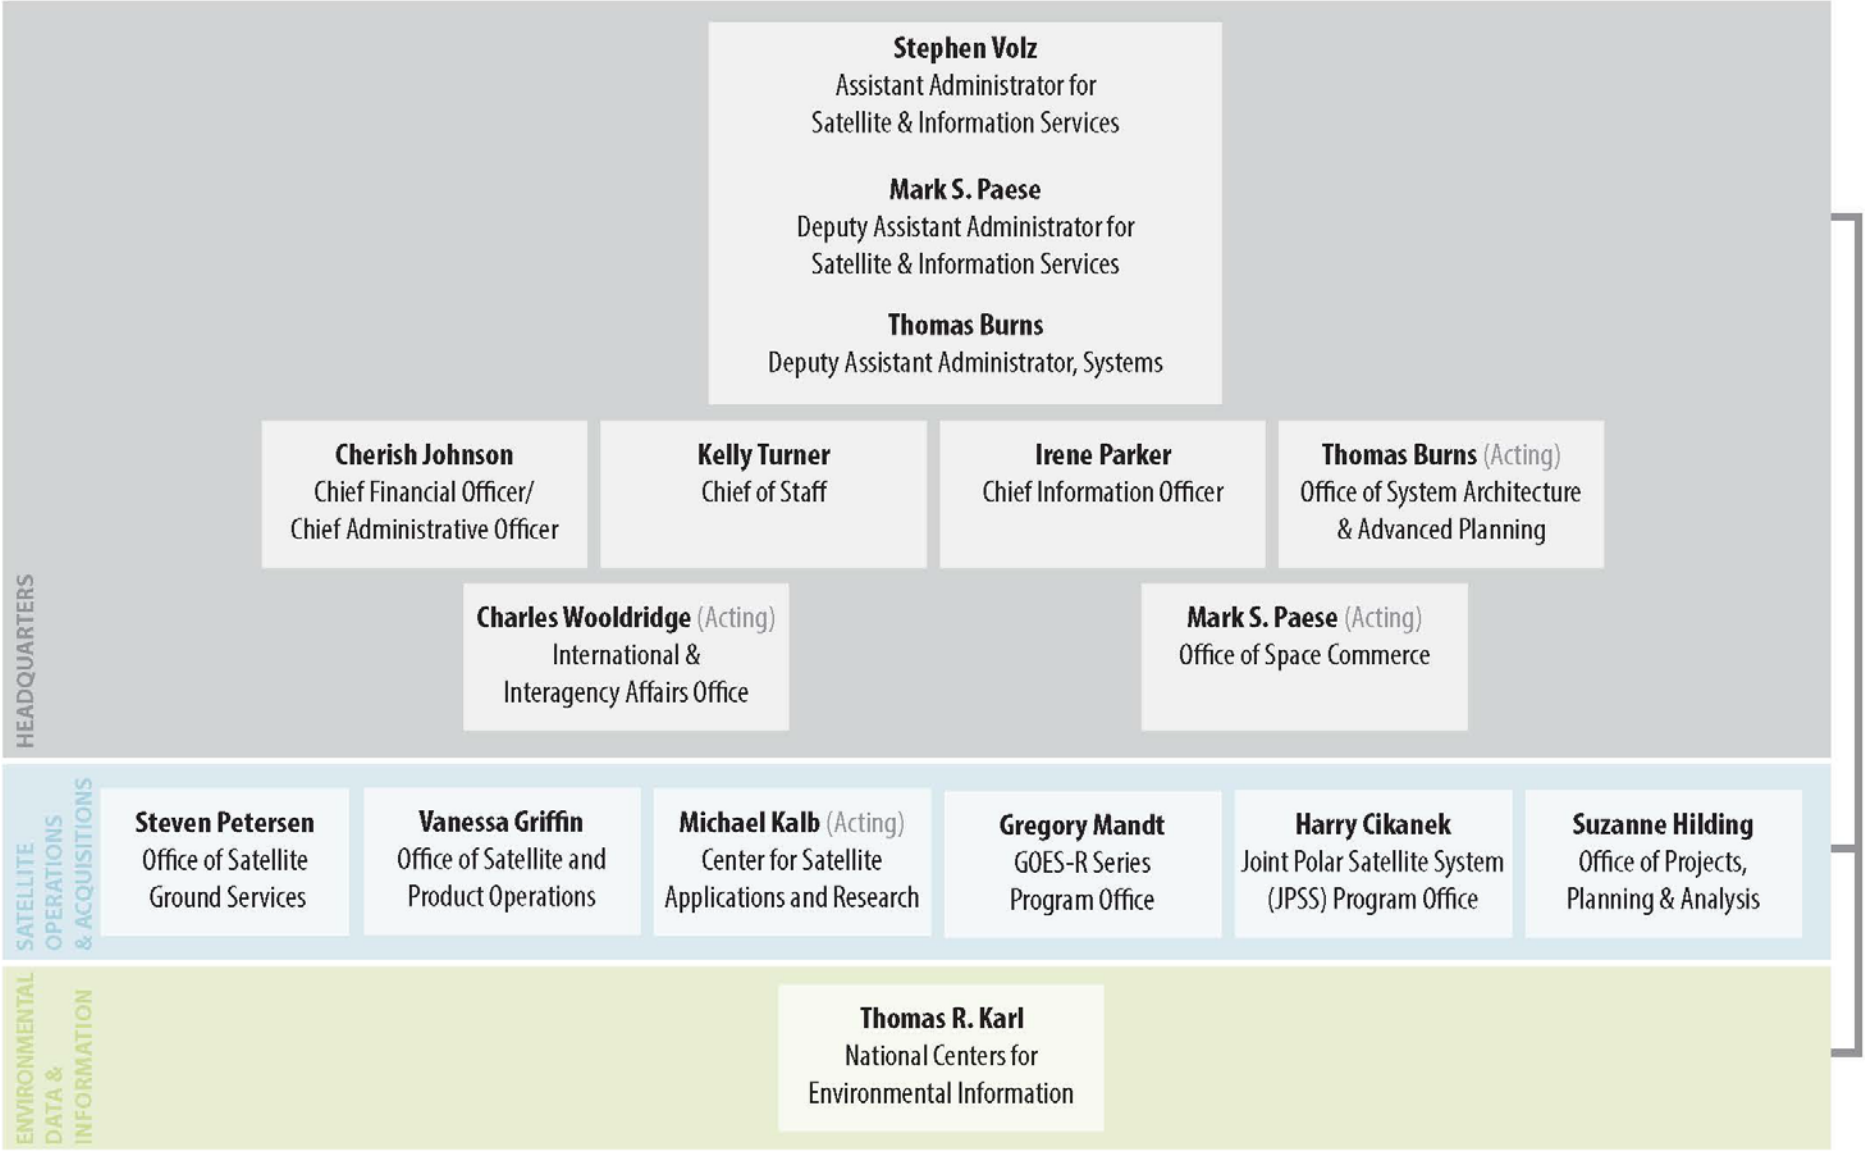 Stephen Volz
Assistant Administrator for
Satellite & Information Services
Mark S. Paese
Deputy Assistant Administrator for
Satellite & Information Services
Thomas Burns
Deputy Assistant Administrator, Systems
Cherish Johnson
Chief Financial Officer/
Chief Administrative Officer
Kelly Turner
Chief of Staff
Irene Parker
Chief Information Officer
Thomas Burns (Acting)
Office of System Architecture
& Advanced Planning
Charles Wooldridge (Acting)
International &
Interagency Affairs Office
Mark S. Paese (Acting)
Office of Space Commerce
HEADQUARTERS
SATELLITE
OPERATIONS
& ACQUISITIONS
Steven Petersen
Office of Satellite
Ground Services
Vanessa Griffin
Office of Satellite and
Product Operations
Michael Kalb (Acting)
Center for Satellite
Applications and Research
Gregory Mandt
GOES-R Series
Program Office
Harry Cikanek
Joint Polar Satellite System
(JPSS) Program Office
Suzanne Hilding
Office of Projects,
Planning & Analysis
ENVIRONMENTAL
DATA &
INFORMATION
Thomas R. Karl
National Centers for
Environmental Information